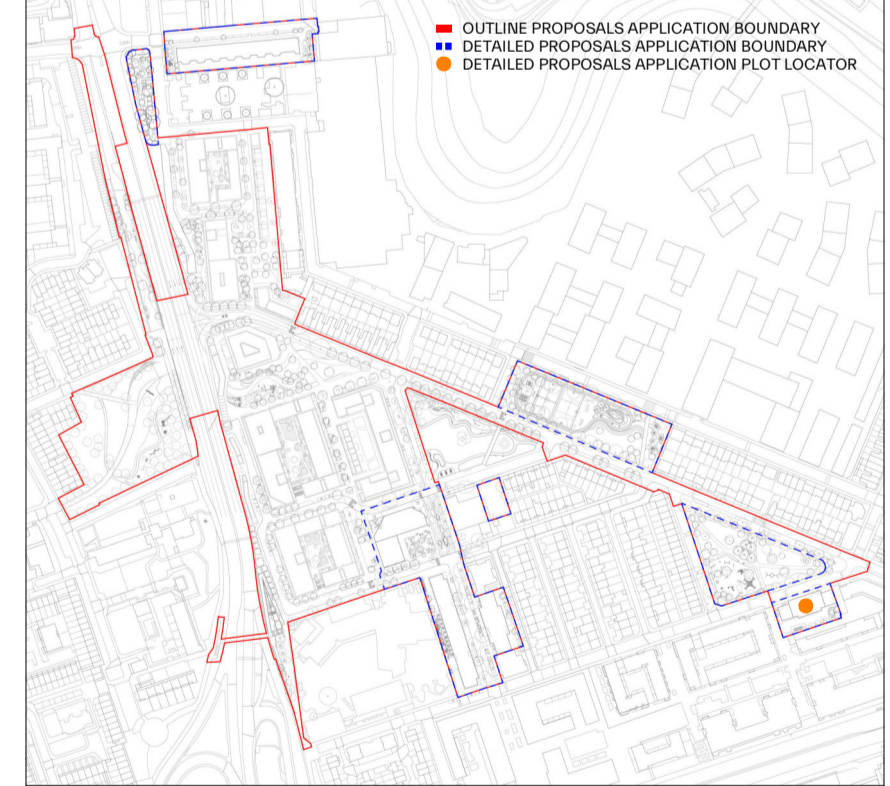 OUTLINE PROPOSALS APPLICATION BOUNDARY
DETAILED PROPOSALS APPLICATION BOUNDARY
DETAILED PROPOSALS APPLICATION PLOT LOCATOR